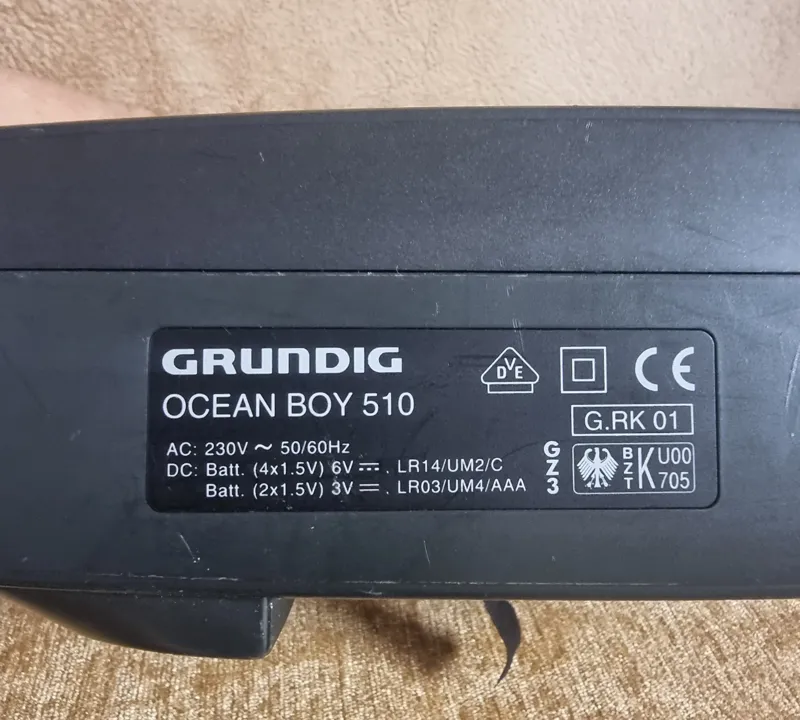 GRUNDIG
OCEAN BOY 510
AC: 230V ~ 50/60Hz
DC: Batt. (4x1.5V) 6V ⎓ . LR14/UM2/C
Batt. (2x1.5V) 3V ⎓ . LR03/UM4/AAA
DVE
CE
G.RK 01
GZ3
BZT K U00 705